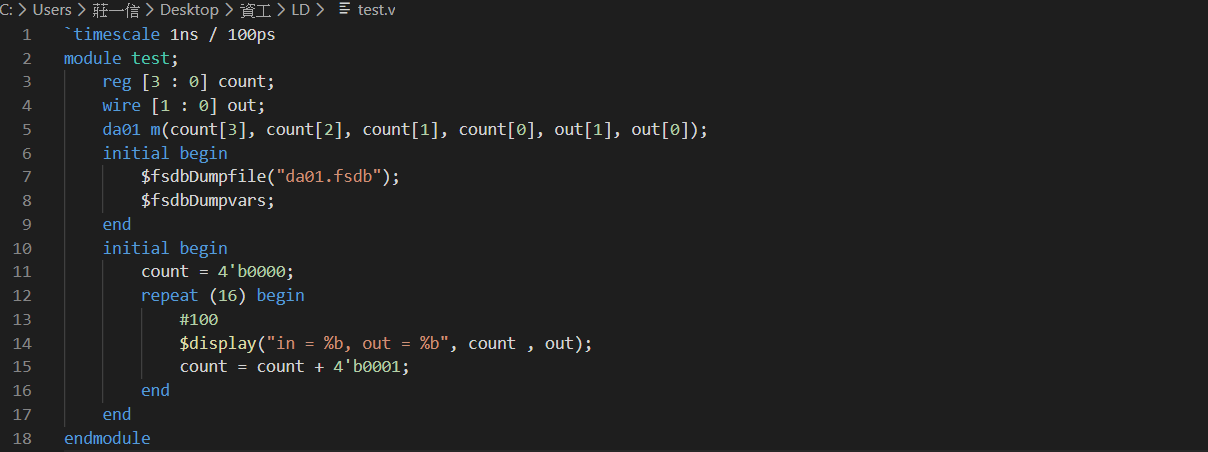 C: > Users > 莊一信 > Desktop > 資工 > LD > test.v
1 `timescale 1ns / 100ps
2 module test;
3 reg [3 : 0] count;
4 wire [1 : 0] out;
5 da01 m(count[3], count[2], count[1], count[0], out[1], out[0]);
6 initial begin
7 $fsdbDumpfile("da01.fsdb");
8 $fsdbDumpvars;
9 end
10 initial begin
11 count = 4'b0000;
12 repeat (16) begin
13 #100
14 $display("in = %b, out = %b", count , out);
15 count = count + 4'b0001;
16 end
17 end
18 endmodule